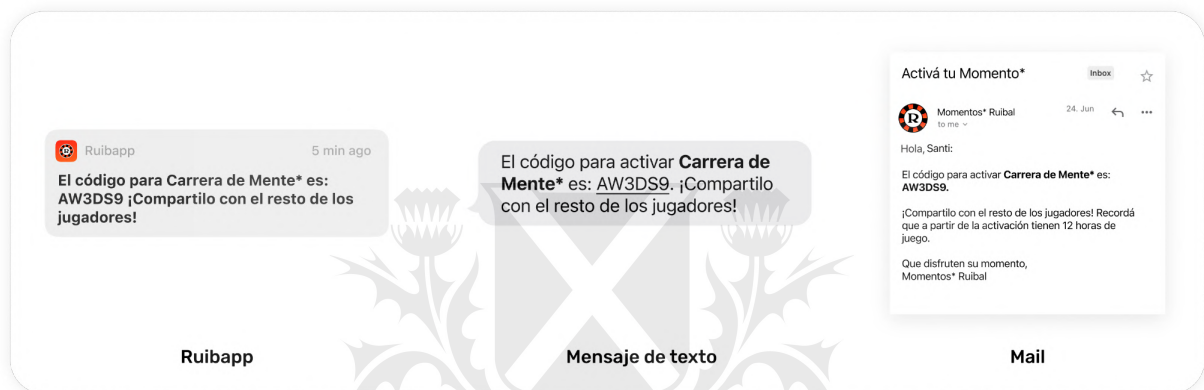 Ruibapp 5 min ago
El código para Carrera de Mente* es:
AW3DS9 ¡Compartilo con el resto de los
jugadores!
Ruibapp
El código para activar Carrera de
Mente* es: AW3DS9. ¡Compartilo
con el resto de los jugadores!
Mensaje de texto
Activá tu Momento* Inbox
R
Momentos* Ruibal 24. Jun
to me
Hola, Santi:
El código para activar Carrera de Mente* es:
AW3DS9.
¡Compartilo con el resto de los jugadores! Recordá
que a partir de la activación tienen 12 horas de
juego.
Que disfruten su momento,
Momentos* Ruibal
Mail